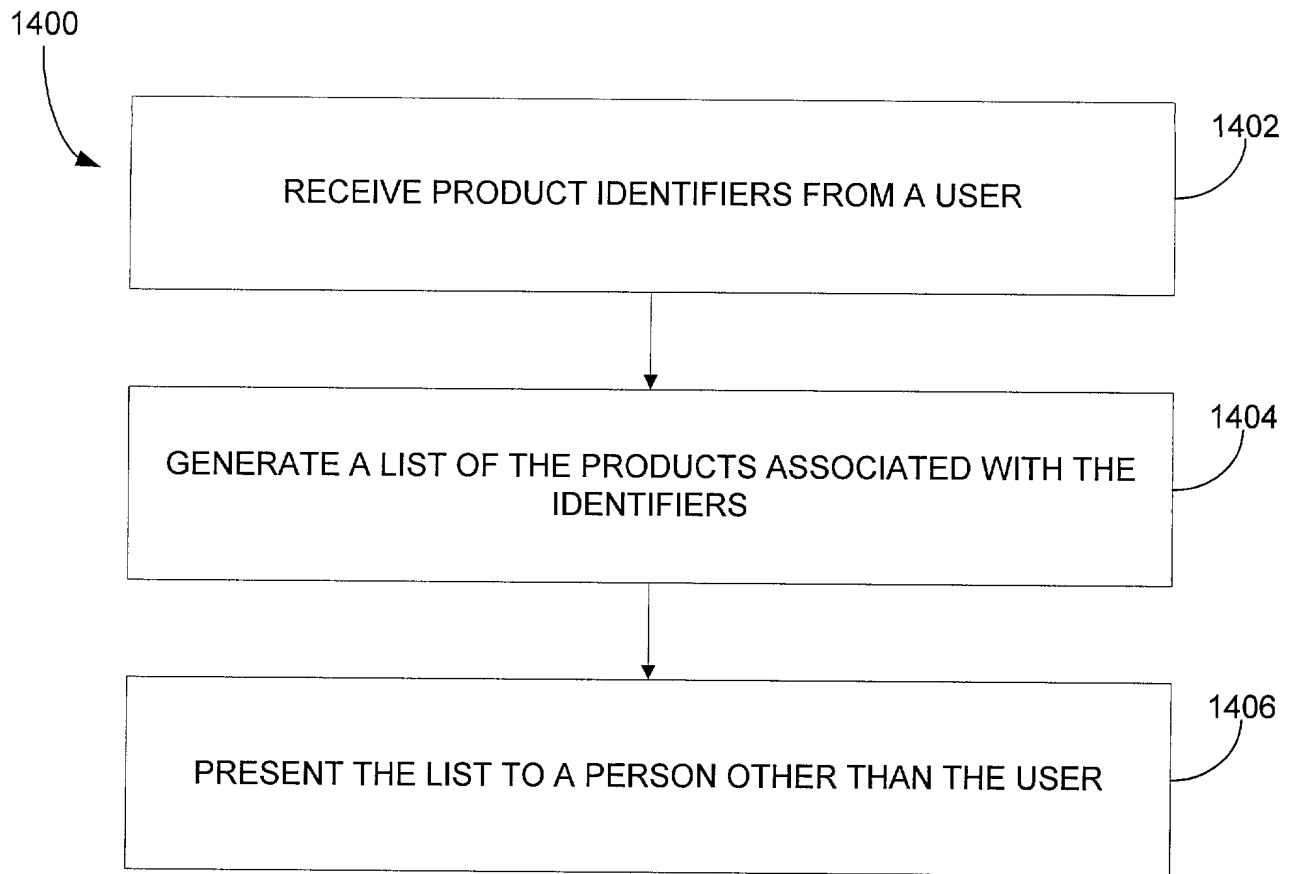 1400
1402
RECEIVE PRODUCT IDENTIFIERS FROM A USER
1404
GENERATE A LIST OF THE PRODUCTS ASSOCIATED WITH THE
IDENTIFIERS
1406
PRESENT THE LIST TO A PERSON OTHER THAN THE USER